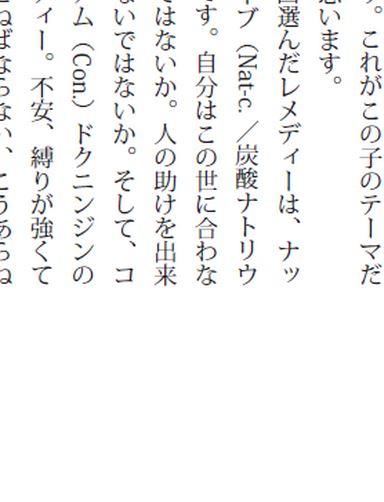 。これがこの子のテーマだ
思います。
回選んだレメディーは、ナッ
ーブ（Nat-c.／炭酸ナトリウ
す。自分はこの世に合わな
ではないか。人の助けを出来
ないではないか。そして、コ
ム（Con.）ドクニンジンの
ィー。不安、縛りが強くて
ねばならない、こうあらね